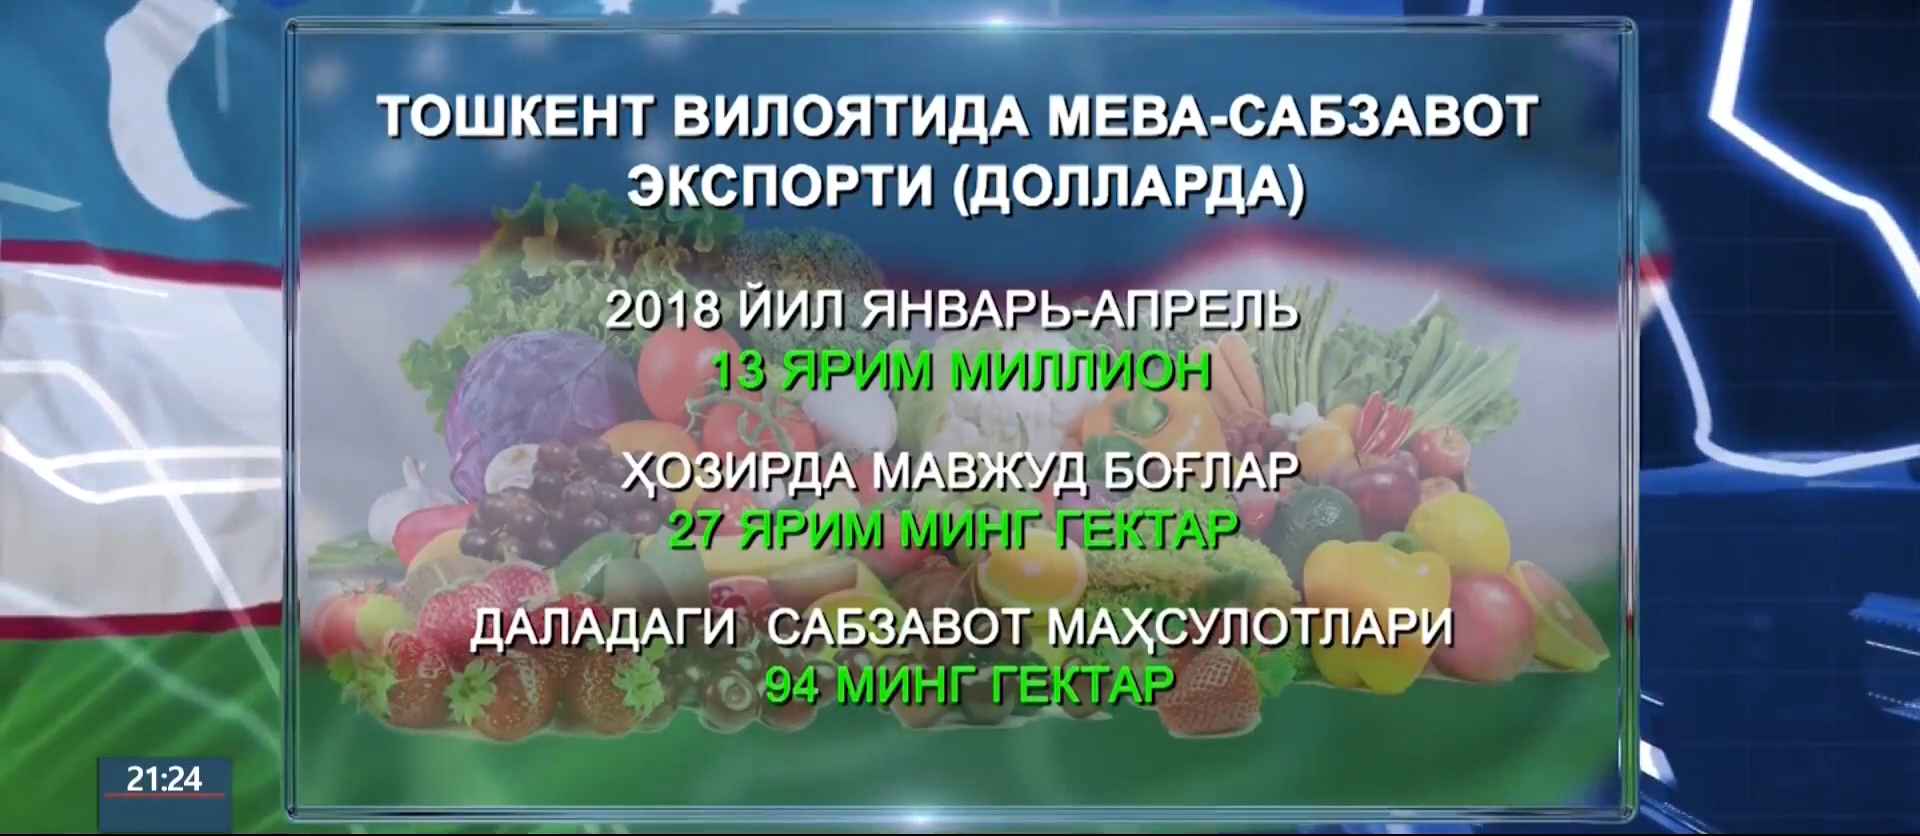 ТОШКЕНТ ВИЛОЯТИДА МЕВА-САБЗАВОТ
ЭКСПОРТИ (ДОЛЛАРДА)
2018 ЙИЛ ЯНВАРЬ-АПРЕЛЬ
13 ЯРИМ МИЛЛИОН
ҲОЗИРДА МАВЖУД БОҒЛАР
27 ЯРИМ МИНГ ГЕКТАР
ДАЛАДАГИ САБЗАВОТ МАҲСУЛОТЛАРИ
94 МИНГ ГЕКТАР
21:24